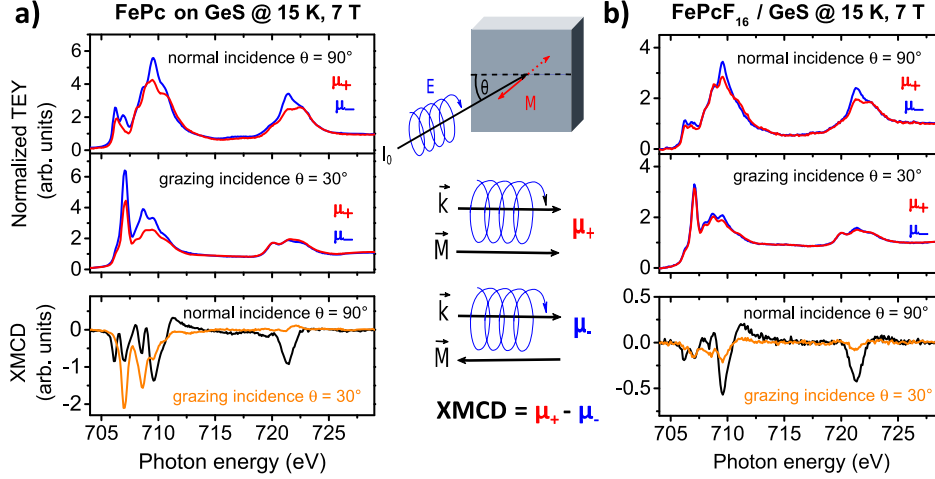 a)
FePc on GeS @ 15 K, 7 T
Normalized TEY
(arb. units)
6
4
2
0
normal incidence θ = 90°
μ+
μ−
6
4
2
0
grazing incidence θ = 30°
μ+
μ−
XMCD
(arb. units)
0
-1
-2
normal incidence θ = 90°
grazing incidence θ = 30°
705 710 715 720 725
Photon energy (eV)
E
θ
M
I₀
k
M
μ+
k
M
μ-
XMCD = μ+ - μ-
b)
FePcF₁₆ / GeS @ 15 K, 7 T
4
2
0
normal incidence θ = 90°
μ+
μ−
4
2
0
grazing incidence θ = 30°
μ+
μ−
0.5
0.0
-0.5
normal incidence θ = 90°
grazing incidence θ = 30°
705 710 715 720 725
Photon energy (eV)